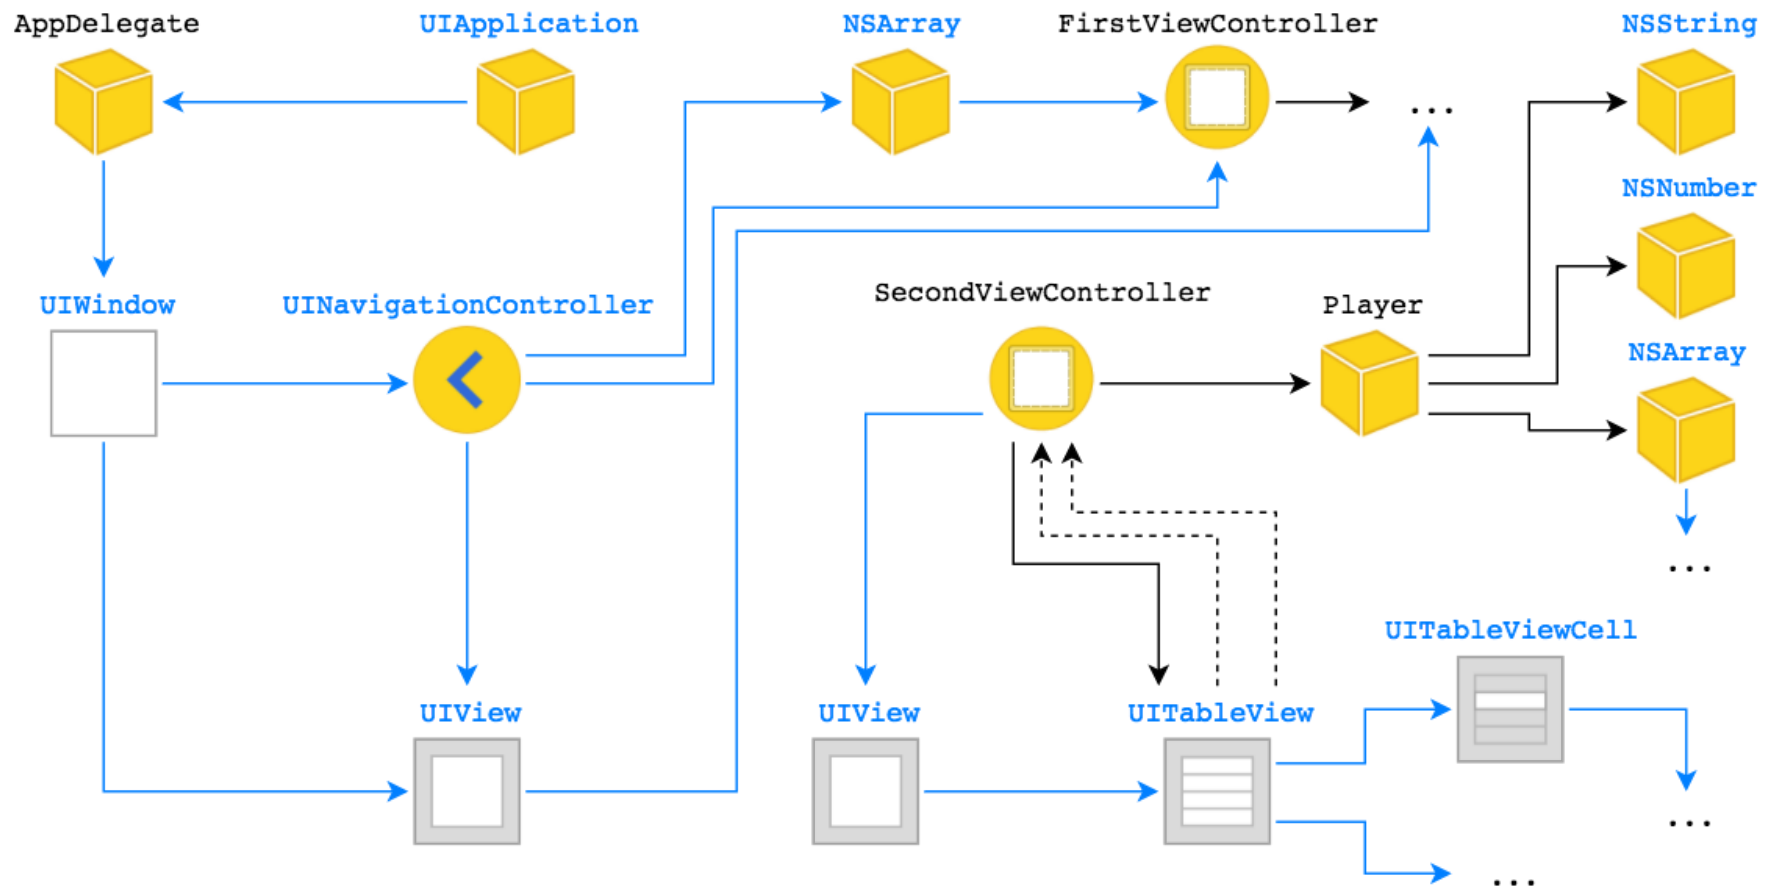 AppDelegate
UIApplication
NSArray
FirstViewController
NSString
...
NSNumber
UIWindow
UINavigationController
SecondViewController
Player
NSArray
...
UITableViewCell
UIView
UIView
UITableView
...
...